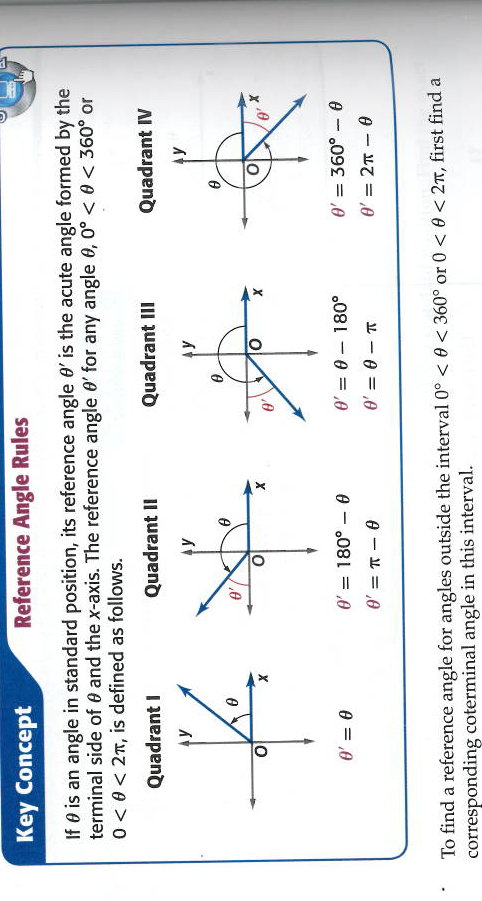 Key Concept Reference Angle Rules
If θ is an angle in standard position, its reference angle θ′ is the acute angle formed by the
terminal side of θ and the x-axis. The reference angle θ′ for any angle θ, 0° < θ < 360° or
0 < θ < 2π, is defined as follows.
Quadrant I Quadrant II Quadrant III Quadrant IV
y y y y
θ θ′ θ θ θ
O x O x O x O x
θ′ θ′
θ′ = θ θ′ = 180° − θ θ′ = θ − 180° θ′ = 360° − θ
θ′ = π − θ θ′ = θ − π θ′ = 2π − θ
To find a reference angle for angles outside the interval 0° < θ < 360° or 0 < θ < 2π, first find a
corresponding coterminal angle in this interval.